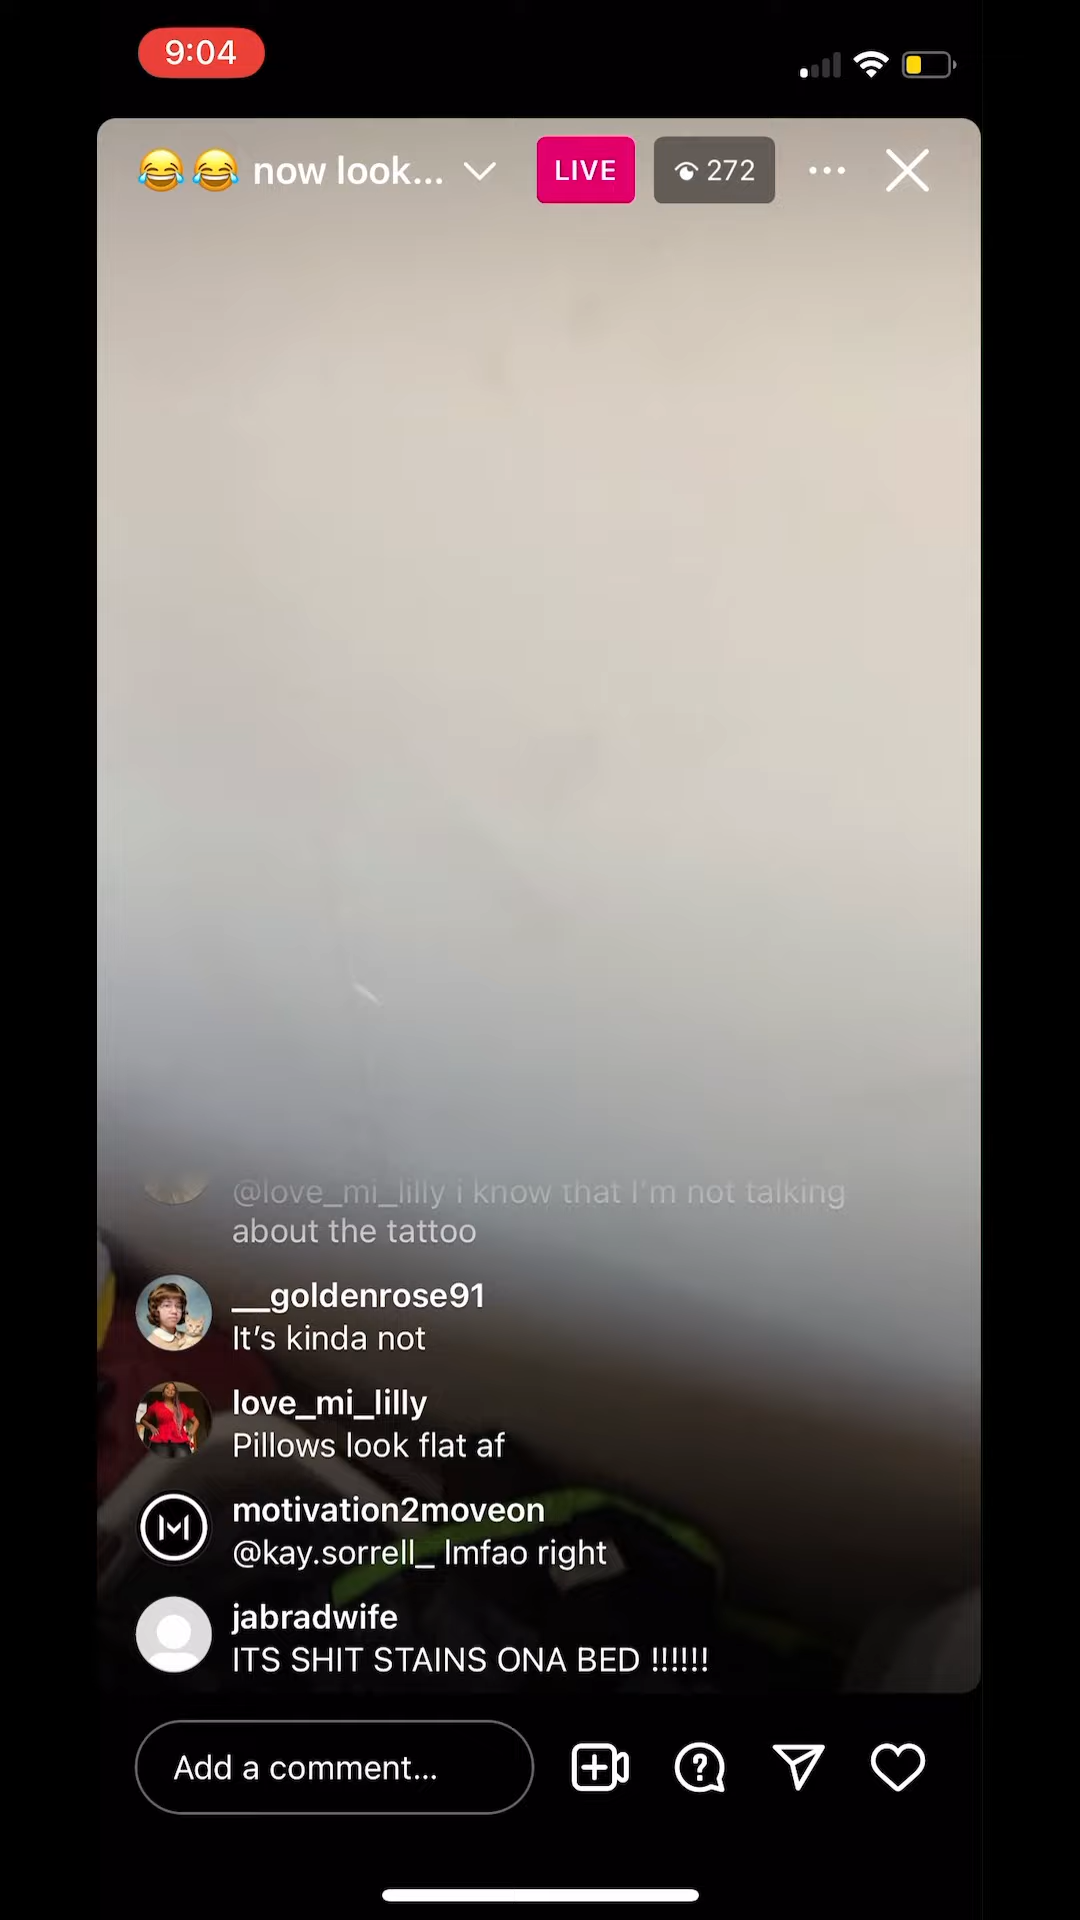 9:04
😂😂 now look...
LIVE
272
@love_mi_lilly i know that I'm not talking
about the tattoo
__goldenrose91
It's kinda not
love_mi_lilly
Pillows look flat af
motivation2moveon
@kay.sorrell_ lmfao right
jabradwife
ITS SHIT STAINS ONA BED !!!!!!
Add a comment...